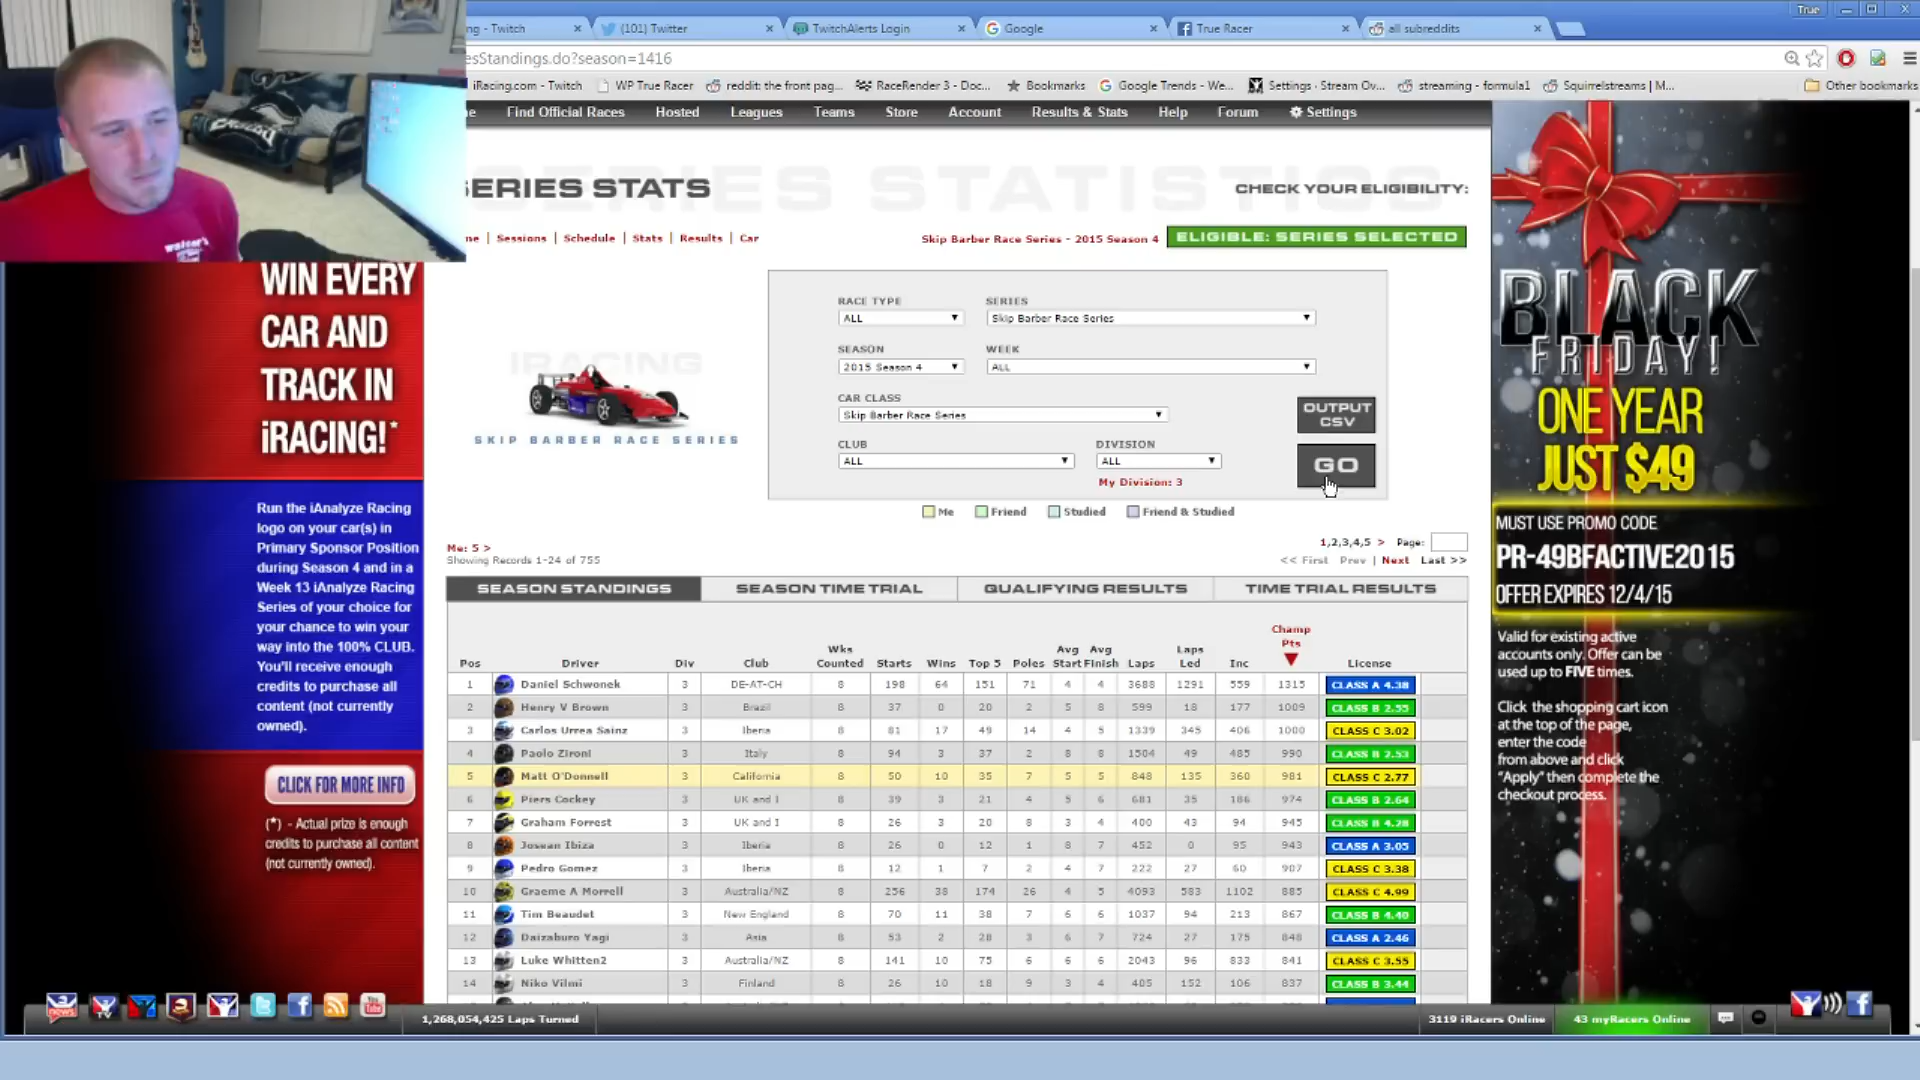 ng - Twitch
(101) Twitter
TwitchAlerts Login
Google
True Racer
all subreddits
True
esStandings.do?season=1416
iRacing.com - Twitch
WP True Racer
reddit: the front pag...
RaceRender 3 - Doc...
Bookmarks
Google Trends - We...
Settings · Stream Ov...
streaming - formula1
Squirrelstreams | M...
Other bookmarks
Find Official Races
Hosted
Leagues
Teams
Store
Account
Results & Stats
Help
Forum
Settings
SERIES STATS
CHECK YOUR ELIGIBILITY:
Sessions | Schedule | Stats | Results | Car
Skip Barber Race Series - 2015 Season 4
ELIGIBLE: SERIES SELECTED
RACE TYPE
SERIES
ALL
Skip Barber Race Series
SEASON
WEEK
2015 Season 4
ALL
CAR CLASS
Skip Barber Race Series
OUTPUT CSV
CLUB
DIVISION
ALL
ALL
GO
My Division: 3
IRACING
SKIP BARBER RACE SERIES
Me
Friend
Studied
Friend & Studied
Me: 5 >
1,2,3,4,5 > Page:
Showing Records 1-24 of 755
<< First Prev | Next Last >>
SEASON STANDINGS
SEASON TIME TRIAL
QUALIFYING RESULTS
TIME TRIAL RESULTS
Pos Driver Div Club Wks Counted Starts Wins Top 5 Poles Avg Start Avg Finish Laps Laps Led Inc Champ Pts License
1 Daniel Schwonek 3 DE-AT-CH 8 198 64 151 71 4 4 3688 1291 559 1315 CLASS A 4.38
2 Henry V Brown 3 Brazil 8 37 0 20 2 5 8 599 18 177 1009 CLASS B 2.55
3 Carlos Urrea Sainz 3 Iberia 8 81 17 49 14 4 5 1339 345 406 1000 CLASS C 3.02
4 Paolo Zironi 3 Italy 8 94 3 37 2 8 8 1504 49 485 990 CLASS B 2.53
5 Matt O'Donnell 3 California 8 50 10 35 7 5 5 848 135 360 981 CLASS C 2.77
6 Piers Cockey 3 UK and I 8 39 3 21 4 5 6 681 35 186 974 CLASS B 2.64
7 Graham Forrest 3 UK and I 8 26 3 20 8 3 4 400 43 94 945 CLASS B 4.28
8 Josean Ibiza 3 Iberia 8 26 0 12 1 8 7 452 0 95 943 CLASS A 3.05
9 Pedro Gomez 3 Iberia 8 12 1 7 2 4 7 222 27 60 907 CLASS C 3.38
10 Graeme A Morrell 3 Australia/NZ 8 256 38 174 26 4 5 4093 583 1102 885 CLASS C 4.99
11 Tim Beaudet 3 New England 8 70 11 38 7 6 6 1037 94 213 867 CLASS B 4.40
12 Daizaburo Yagi 3 Asia 8 53 2 28 3 6 7 724 27 175 848 CLASS A 2.46
13 Luke Whitten2 3 Australia/NZ 8 141 10 75 6 6 6 2043 96 833 841 CLASS C 3.55
14 Niko Vilmi 3 Finland 8 26 10 18 9 3 4 405 152 106 837 CLASS B 3.44
WIN EVERY
CAR AND
TRACK IN
iRACING!*
Run the iAnalyze Racing
logo on your car(s) in
Primary Sponsor Position
during Season 4 and in a
Week 13 iAnalyze Racing
Series of your choice for
your chance to win your
way into the 100% CLUB.
You'll receive enough
credits to purchase all
content (not currently
owned).
CLICK FOR MORE INFO
(*) - Actual prize is enough
credits to purchase all content
(not currently owned).
BLACK
FRIDAY!
ONE YEAR
JUST $49
MUST USE PROMO CODE
PR-49BFACTIVE2015
OFFER EXPIRES 12/4/15
Valid for existing active
accounts only. Offer can be
used up to FIVE times.
Click the shopping cart icon
at the top of the page,
enter the code
from above and click
"Apply" then complete the
checkout process.
news
You Tube
1,268,054,425 Laps Turned
3119 iRacers Online
43 myRacers Online